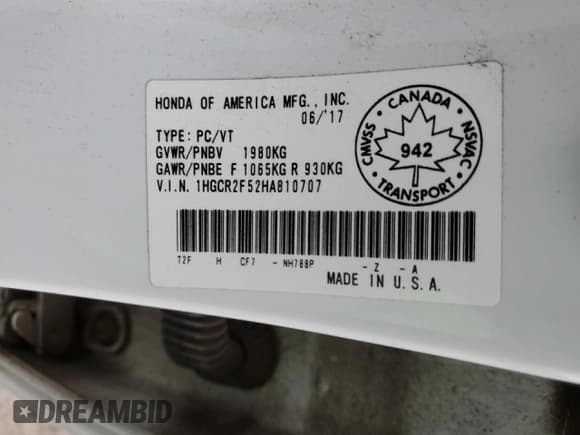 HONDA OF AMERICA MFG., INC.
06/'17
TYPE: PC/VT
GVWR/PNBV 1980KG
GAWR/PNBE F 1065KG R 930KG
V.I.N. 1HGCR2F52HA810707
CANADA
CMVSS
942
NSVAC
TRANSPORT
T2F H CF7 - NH788P - Z - A
MADE IN U.S.A.
DREAMBID